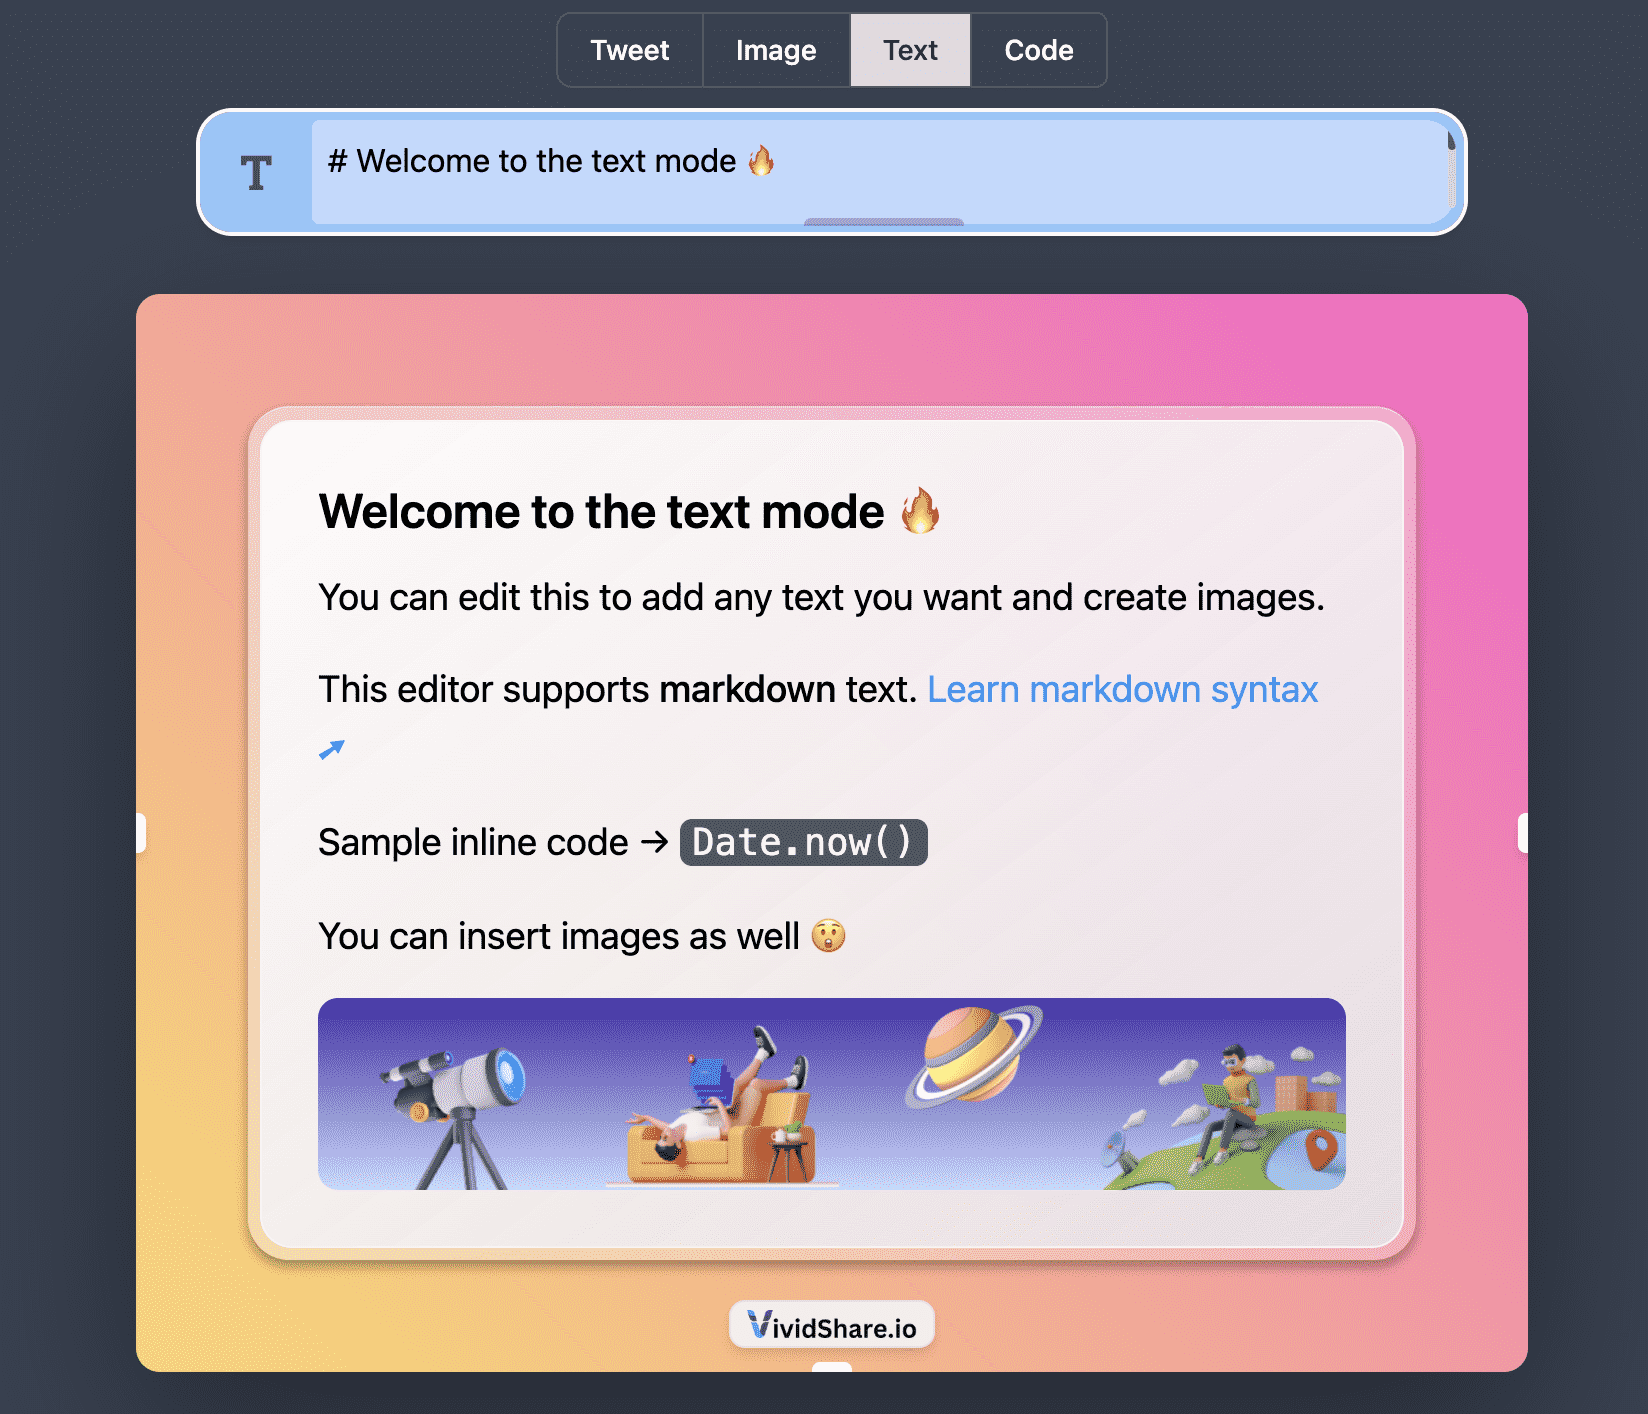 Tweet
Image
Text
Code
T
# Welcome to the text mode 🔥
Welcome to the text mode 🔥
You can edit this to add any text you want and create images.
This editor supports markdown text. Learn markdown syntax
➚
Sample inline code → Date.now()
You can insert images as well 😲
VividShare.io